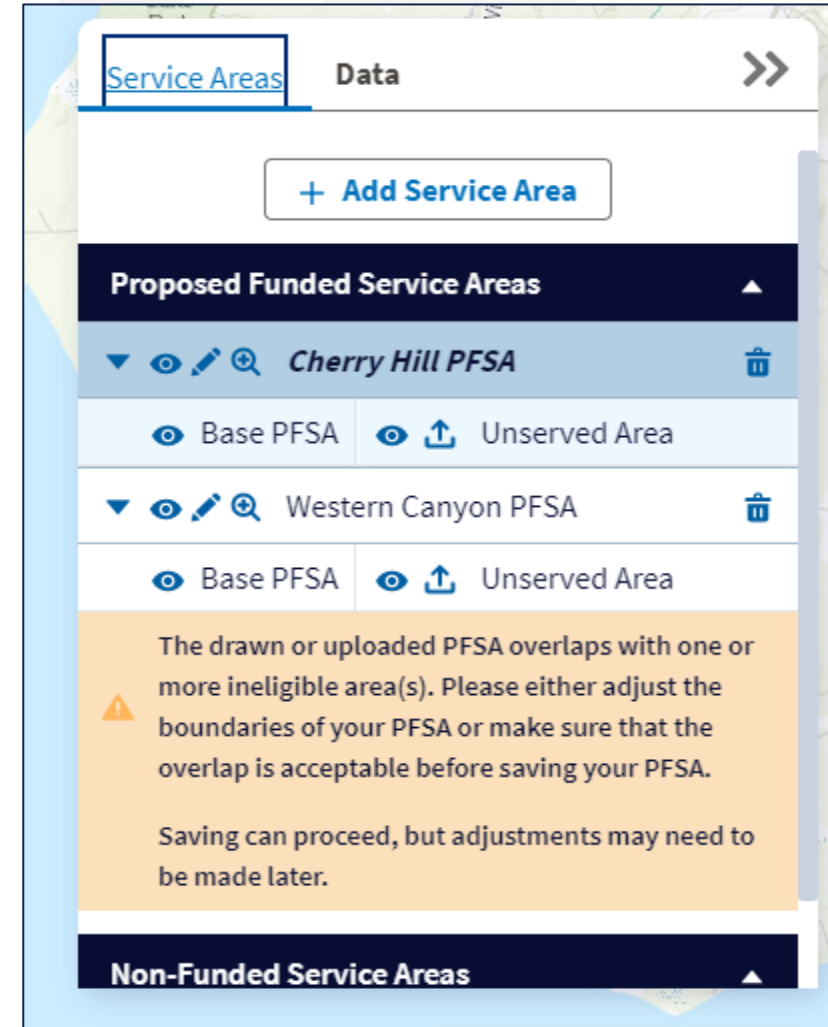 Service Areas Data
+ Add Service Area
Proposed Funded Service Areas
Cherry Hill PFSA
Base PFSA Unserved Area
Western Canyon PFSA
Base PFSA Unserved Area
The drawn or uploaded PFSA overlaps with one or
more ineligible area(s). Please either adjust the
boundaries of your PFSA or make sure that the
overlap is acceptable before saving your PFSA.
Saving can proceed, but adjustments may need to
be made later.
Non-Funded Service Areas